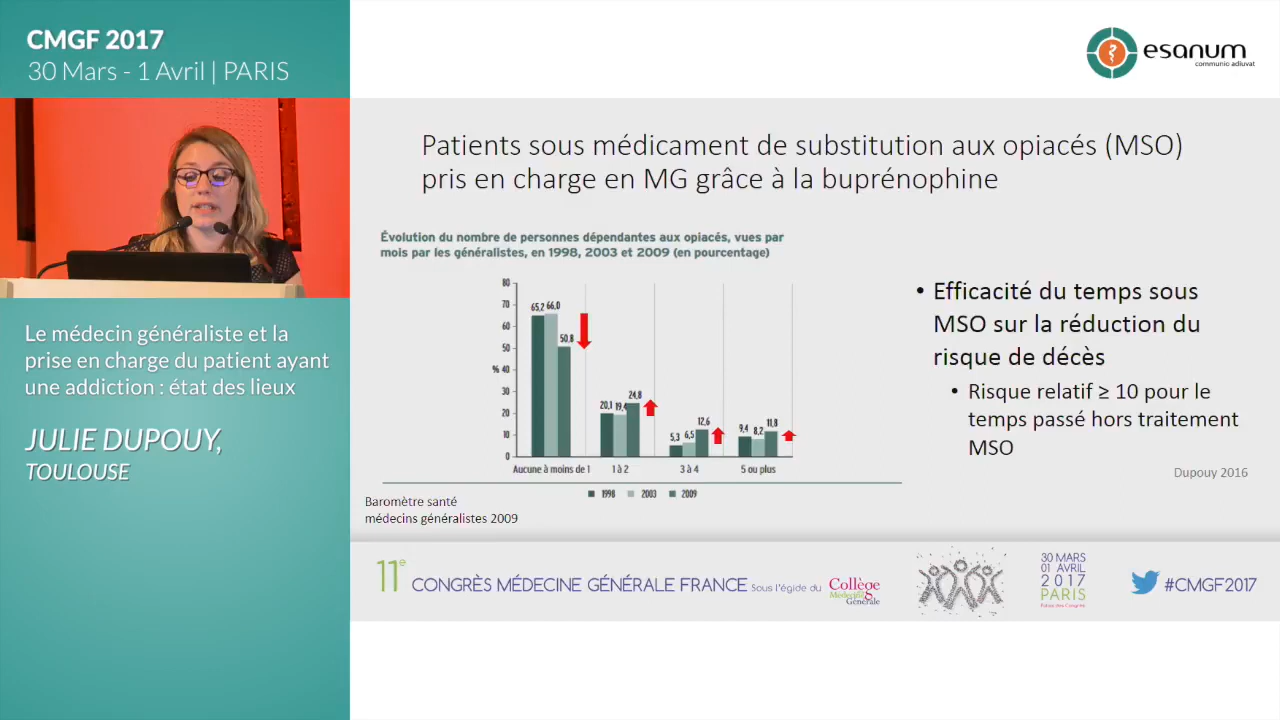 CMGF 2017
30 Mars - 1 Avril | PARIS
esanum
communio adiuvat
Patients sous médicament de substitution aux opiacés (MSO)
pris en charge en MG grâce à la buprénophine
Évolution du nombre de personnes dépendantes aux opiacés, vues par
mois par les généralistes, en 1998, 2003 et 2009 (en pourcentage)
80
70
60
50
% 40
30
20
10
0
65,2 66,0
50,8
20,1 19,4 24,8
5,3 6,5 12,6
9,4 8,2 11,8
Aucune à moins de 1
1 à 2
3 à 4
5 ou plus
1998 2003 2009
Baromètre santé
médecins généralistes 2009
• Efficacité du temps sous
MSO sur la réduction du
risque de décès
• Risque relatif ≥ 10 pour le
temps passé hors traitement
MSO
Dupouy 2016
Le médecin généraliste et la
prise en charge du patient ayant
une addiction : état des lieux
JULIE DUPOUY,
TOULOUSE
11e CONGRÈS MÉDECINE GÉNÉRALE FRANCE Sous l'égide du
Collège
Générale
30 MARS
01 AVRIL
2017
PARIS
Palais des Congrès
#CMGF2017